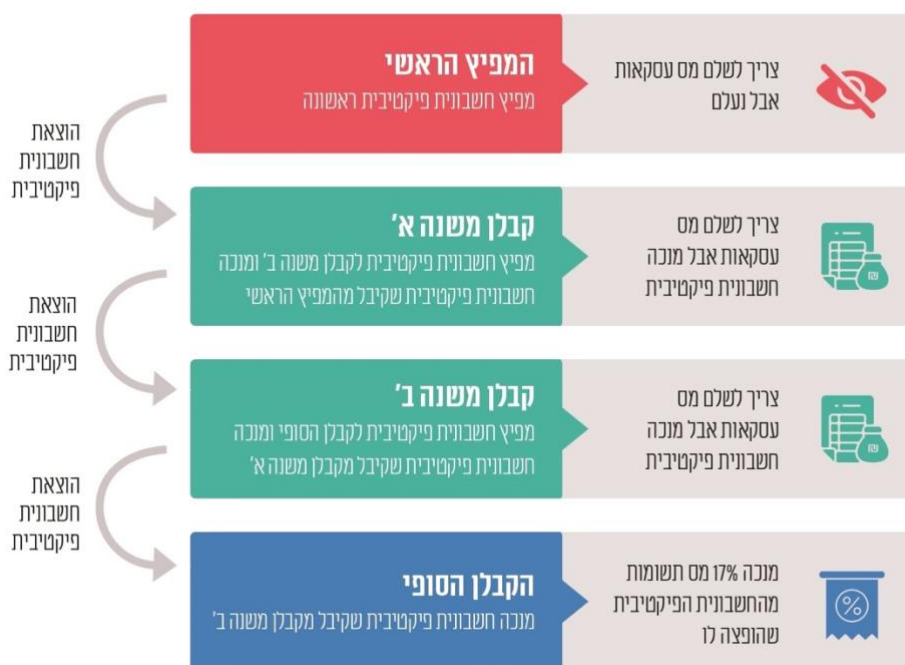 צריך לשלם מס עסקאות
אבל נעלם
המפיץ הראשי
מפיץ חשבונית פיקטיבית ראשונה
הוצאת
חשבונית
פיקטיבית
צריך לשלם מס
עסקאות אבל מנכה
חשבונית פיקטיבית
קבלן משנה א'
מפיץ חשבונית פיקטיבית לקבלן משנה ב' ומנכה
חשבונית פיקטיבית שקיבל מהמפיץ הראשי
הוצאת
חשבונית
פיקטיבית
צריך לשלם מס
עסקאות אבל מנכה
חשבונית פיקטיבית
קבלן משנה ב'
מפיץ חשבונית פיקטיבית לקבלן הסופי ומנכה
חשבונית פיקטיבית שקיבל מקבלן משנה א'
הוצאת
חשבונית
פיקטיבית
מנכה 17% מס תשומות
מהחשבונית הפיקטיבית
שהופצה לו
הקבלן הסופי
מנכה חשבונית פיקטיבית שקיבל מקבלן משנה ב'
₪
₪
%